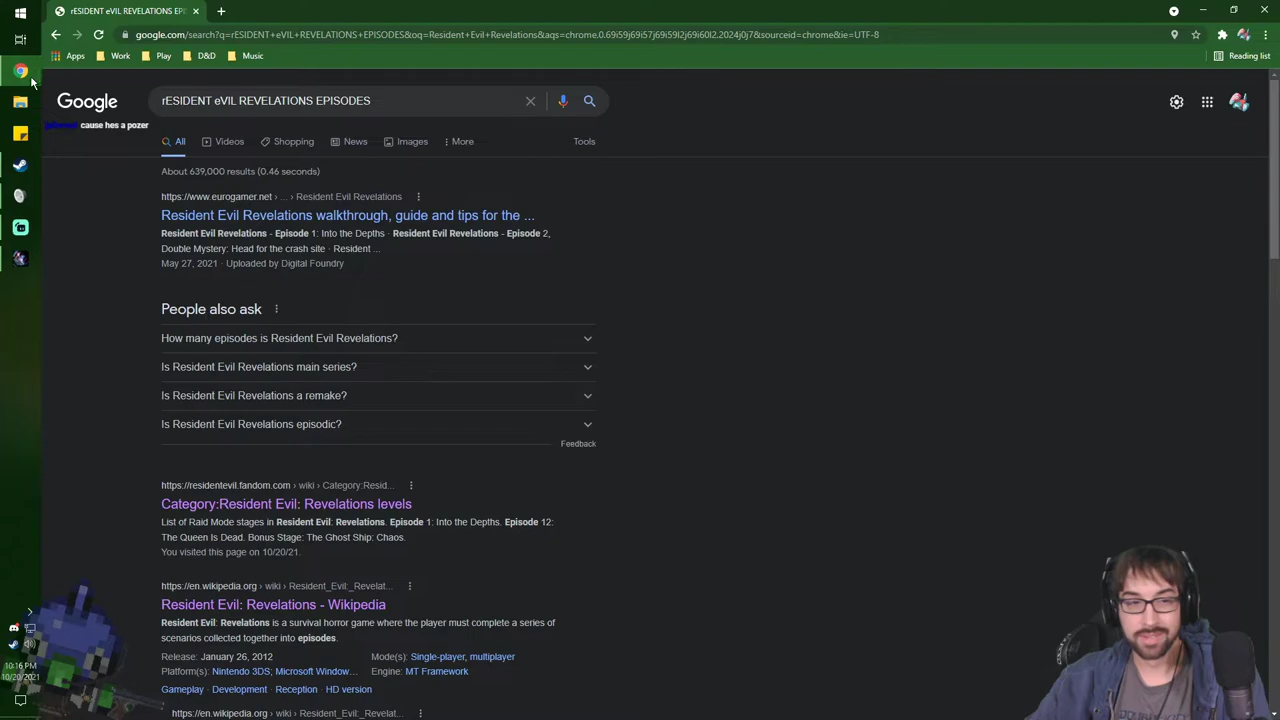 rESIDENT eVIL REVELATIONS EPISODES
google.com/search?q=rESIDENT+eVIL+REVELATIONS+EPISODES&oq=Resident+Evil+Revelations&aqs=chrome.0.69i59j69i57j69i59l2j69i60l2.2024j0j7&sourceid=chrome&ie=UTF-8
Apps Work Play D&D Music Reading list
Google rESIDENT eVIL REVELATIONS EPISODES
cause hes a pozer
All Videos Shopping News Images More Tools
About 639,000 results (0.46 seconds)
https://www.eurogamer.net › ... › Resident Evil Revelations
Resident Evil Revelations walkthrough, guide and tips for the ...
Resident Evil Revelations - Episode 1: Into the Depths · Resident Evil Revelations - Episode 2,
Double Mystery: Head for the crash site · Resident ...
May 27, 2021 · Uploaded by Digital Foundry
People also ask
How many episodes is Resident Evil Revelations?
Is Resident Evil Revelations main series?
Is Resident Evil Revelations a remake?
Is Resident Evil Revelations episodic?
Feedback
https://residentevil.fandom.com › wiki › Category:Resid...
Category:Resident Evil: Revelations levels
List of Raid Mode stages in Resident Evil: Revelations. Episode 1: Into the Depths. Episode 12:
The Queen Is Dead. Bonus Stage: The Ghost Ship: Chaos.
You visited this page on 10/20/21.
https://en.wikipedia.org › wiki › Resident_Evil:_Revelat...
Resident Evil: Revelations - Wikipedia
Resident Evil: Revelations is a survival horror game where the player must complete a series of
scenarios collected together into episodes.
Release: January 26, 2012 Mode(s): Single-player, multiplayer
Platform(s): Nintendo 3DS; Microsoft Window... Engine: MT Framework
Gameplay · Development · Reception · HD version
https://en.wikipedia.org › wiki › Resident_Evil:_Revelat...
10:16 PM
10/20/2021